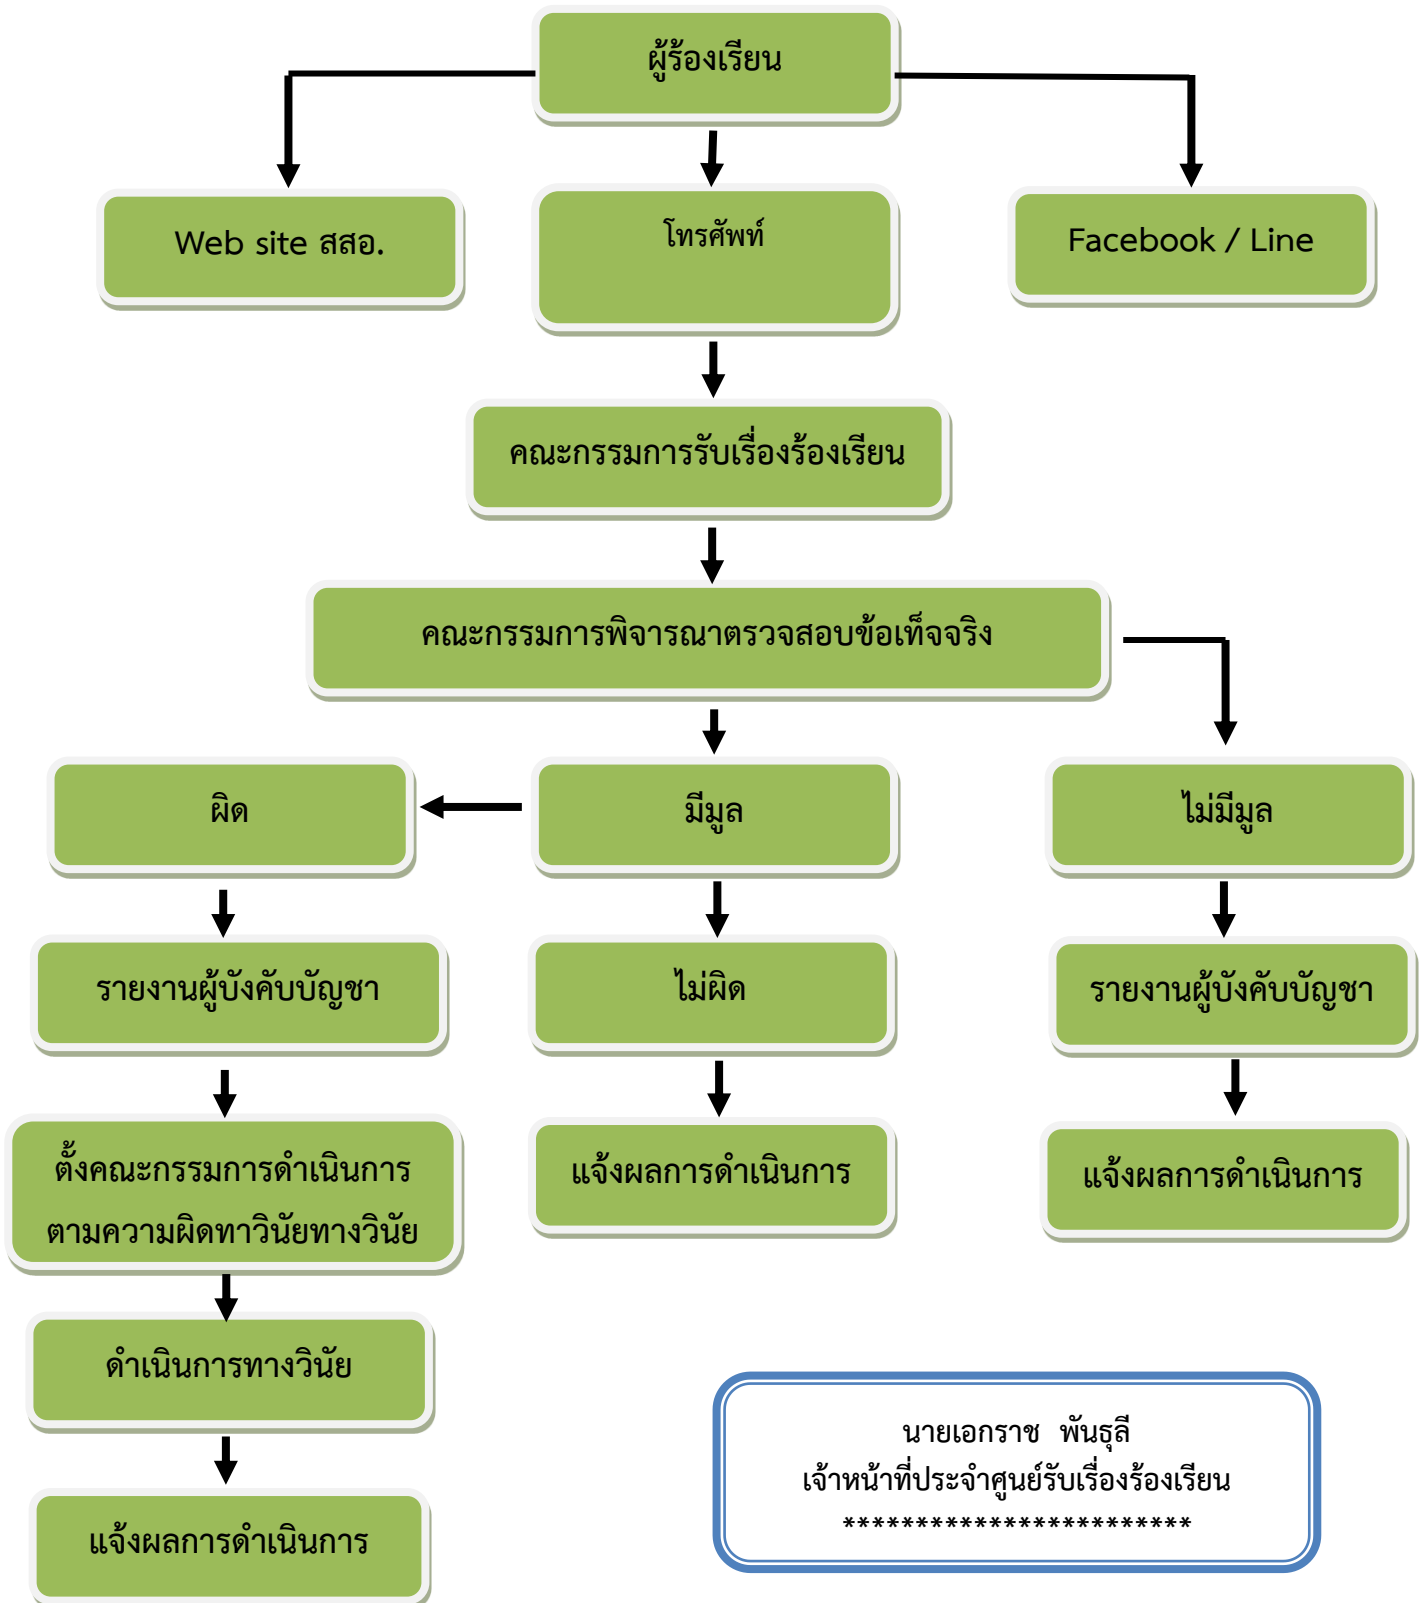 ผู้ร้องเรียน
Web site สสอ.
โทรศัพท์
Facebook / Line
คณะกรรมการรับเรื่องร้องเรียน
คณะกรรมการพิจารณาตรวจสอบข้อเท็จจริง
ผิด
มีมูล
ไม่มีมูล
รายงานผู้บังคับบัญชา
ไม่ผิด
รายงานผู้บังคับบัญชา
ตั้งคณะกรรมการดำเนินการ
ตามความผิดทาวินัยทางวินัย
แจ้งผลการดำเนินการ
แจ้งผลการดำเนินการ
ดำเนินการทางวินัย
แจ้งผลการดำเนินการ
นายเอกราช พันธุลี
เจ้าหน้าที่ประจำศูนย์รับเรื่องร้องเรียน
************************